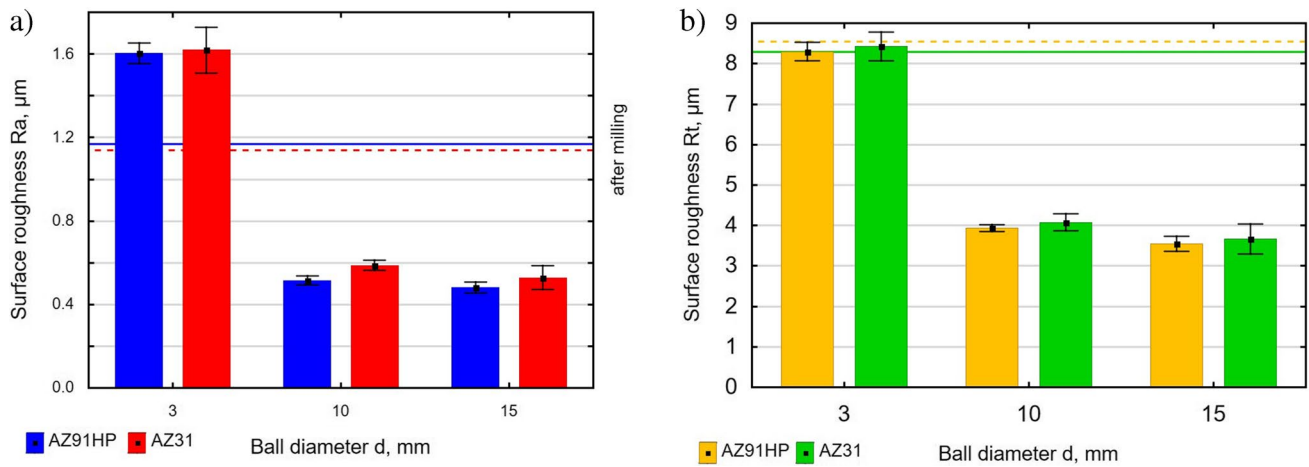 a)
Surface roughness Ra, µm
1.6
1.2
0.8
0.4
0.0
3 10 15
Ball diameter d, mm
AZ91HP AZ31
after milling
b)
Surface roughness Rt, µm
9
8
7
6
5
4
3
2
1
0
3 10 15
Ball diameter d, mm
AZ91HP AZ31